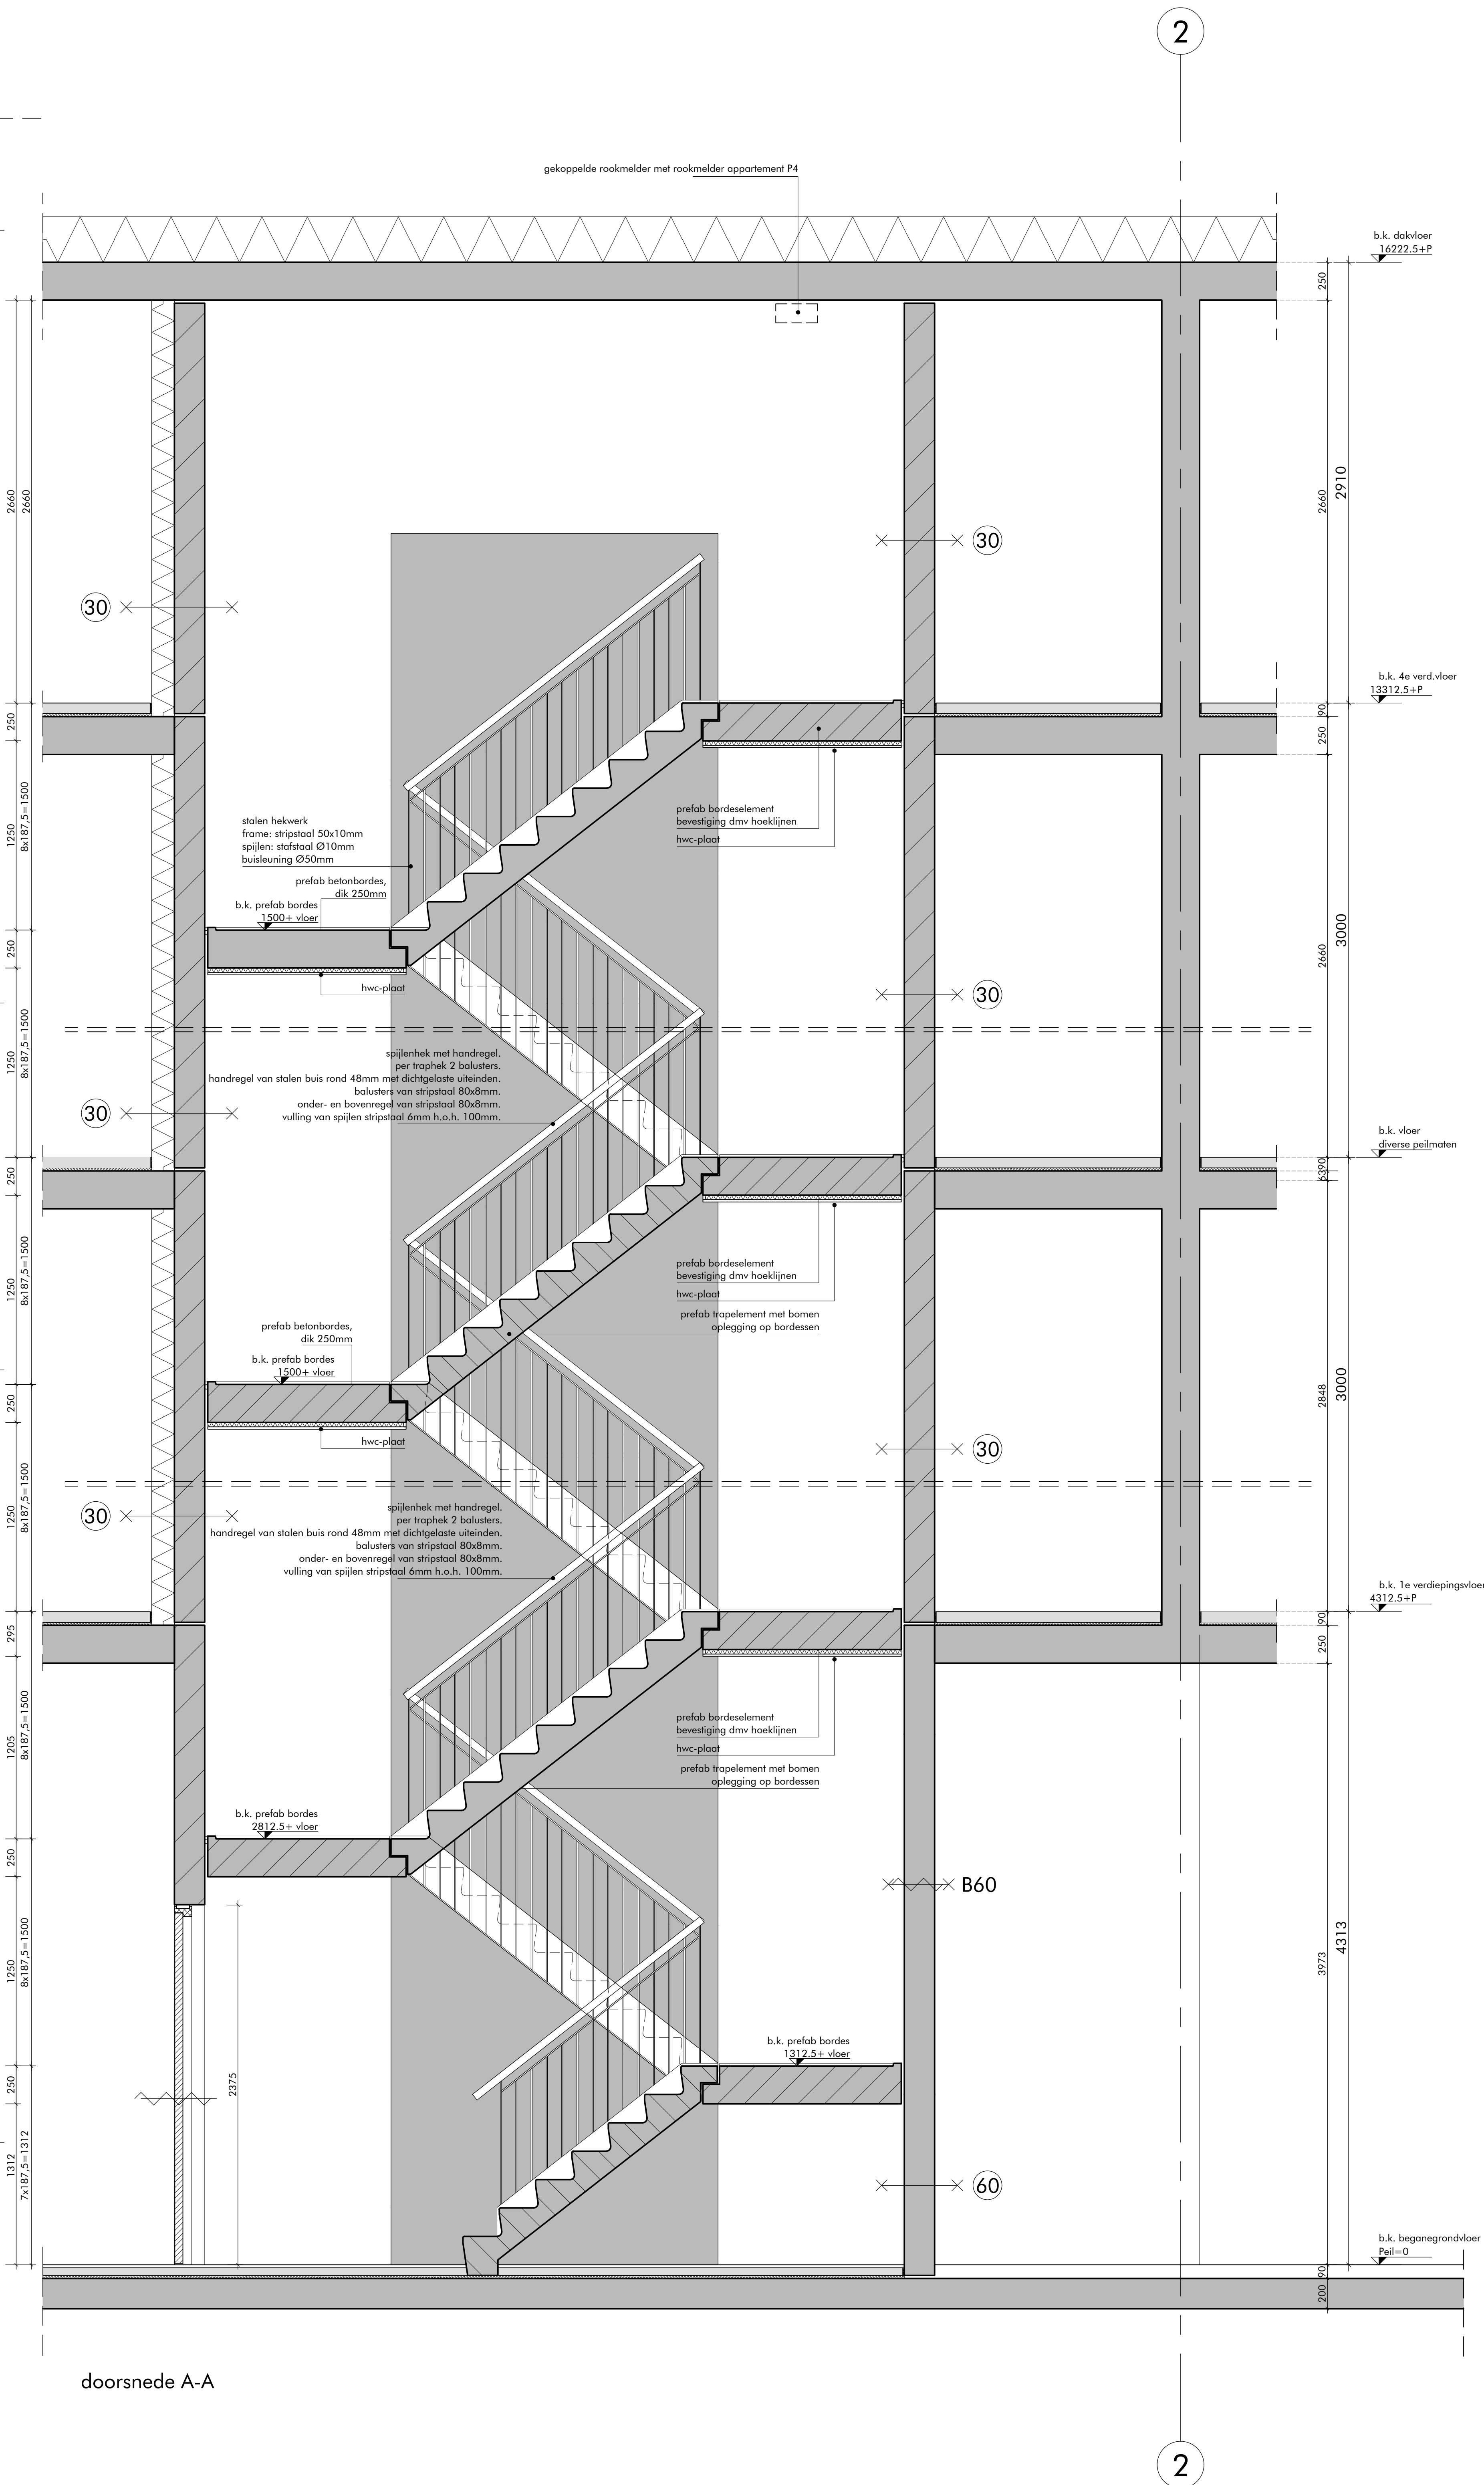 2
gekoppelde rookmelder met rookmelder appartement P4
b.k. dakvloer
16222.5+P
250
2660
2660
2660
2910
30
30
b.k. 4e verd.vloer
13312.5+P
90
250
250
1250
8x187,5=1500
stalen hekwerk
frame: stripstaal 50x10mm
spijlen: stafstaal Ø10mm
buisleuning Ø50mm
prefab bordeselement
bevestiging dmv hoeklijnen
hwc-plaat
prefab betonbordes,
dik 250mm
b.k. prefab bordes
1500+ vloer
250
2660
3000
hwc-plaat
30
1250
8x187,5=1500
spijlenhek met handregel.
per traphek 2 balusters.
handregel van stalen buis rond 48mm met dichtgelaste uiteinden.
balusters van stripstaal 80x8mm.
onder- en bovenregel van stripstaal 80x8mm.
vulling van spijlen stripstaal 6mm h.o.h. 100mm.
30
b.k. vloer
diverse peilmaten
250
90
63
1250
8x187,5=1500
prefab bordeselement
bevestiging dmv hoeklijnen
hwc-plaat
prefab trapelement met bomen
oplegging op bordessen
prefab betonbordes,
dik 250mm
b.k. prefab bordes
1500+ vloer
250
2848
3000
hwc-plaat
30
1250
8x187,5=1500
spijlenhek met handregel.
per traphek 2 balusters.
handregel van stalen buis rond 48mm met dichtgelaste uiteinden.
balusters van stripstaal 80x8mm.
onder- en bovenregel van stripstaal 80x8mm.
vulling van spijlen stripstaal 6mm h.o.h. 100mm.
30
b.k. 1e verdiepingsvloer
4312.5+P
90
250
295
1205
8x187,5=1500
prefab bordeselement
bevestiging dmv hoeklijnen
hwc-plaat
prefab trapelement met bomen
oplegging op bordessen
b.k. prefab bordes
2812.5+ vloer
250
B60
1250
8x187,5=1500
3973
4313
b.k. prefab bordes
1312.5+ vloer
250
2375
1312
7x187,5=1312
60
b.k. beganegrondvloer
Peil=0
90
200
doorsnede A-A
2